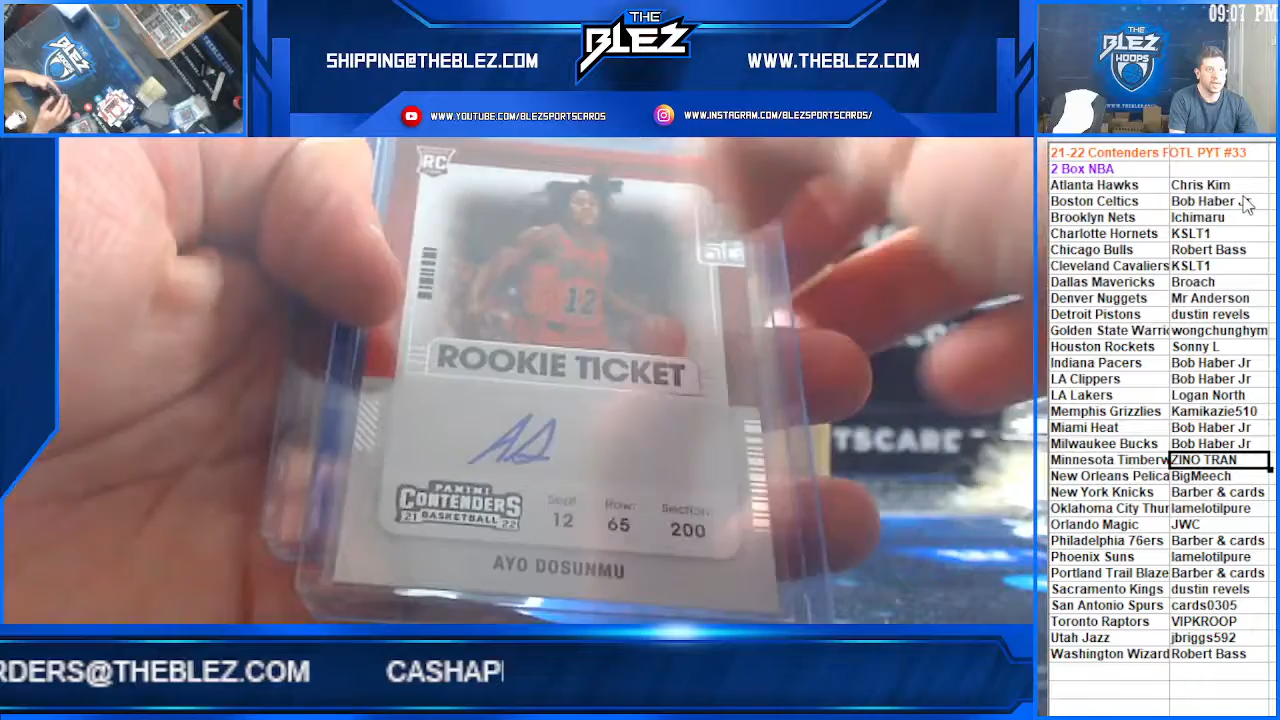 THE
BLEZ
SHIPPING@THEBLEZ.COM
THE
BLEZ
WWW.THEBLEZ.COM
WWW.YOUTUBE.COM/BLEZSPORTSCARDS
WWW.INSTAGRAM.COM/BLEZSPORTSCARDS/
09:07 PM
THE
BLEZ
HOOPS
RC
12
ROOKIE TICKET
AD
PANINI
CONTENDERS
21 BASKETBALL 22
Seat: Row: Section:
12 65 200
AYO DOSUNMU
TSCARD
RDERS@THEBLEZ.COM CASHAP
21-22 Contenders FOTL PYT #33
2 Box NBA
Atlanta Hawks Chris Kim
Boston Celtics Bob Haber
Brooklyn Nets Ichimaru
Charlotte Hornets KSLT1
Chicago Bulls Robert Bass
Cleveland Cavaliers KSLT1
Dallas Mavericks Broach
Denver Nuggets Mr Anderson
Detroit Pistons dustin revels
Golden State Warri wongchunghym
Houston Rockets Sonny L
Indiana Pacers Bob Haber Jr
LA Clippers Bob Haber Jr
LA Lakers Logan North
Memphis Grizzlies Kamikazie510
Miami Heat Bob Haber Jr
Milwaukee Bucks Bob Haber Jr
Minnesota Timberw ZINO TRAN
New Orleans Pelica BigMeech
New York Knicks Barber & cards
Oklahoma City Thu lamelotilpure
Orlando Magic JWC
Philadelphia 76ers Barber & cards
Phoenix Suns lamelotilpure
Portland Trail Blaze Barber & cards
Sacramento Kings dustin revels
San Antonio Spurs cards0305
Toronto Raptors VIPKROOP
Utah Jazz jbriggs592
Washington Wizard Robert Bass